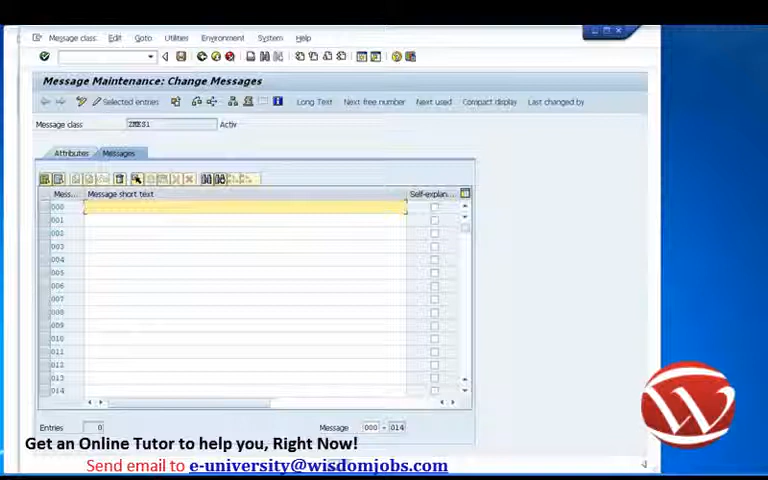 Message class Edit Goto Utilities Environment System Help
Message Maintenance: Change Messages
Selected entries Long Text Next free number Next used Compact display Last changed by
Message class ZMES1 Activ
Attributes Messages
Mess... Message short text Self-explan...
000
001
002
003
004
005
006
007
008
009
010
011
012
013
014
Entries 0 Message 000 - 014
Get an Online Tutor to help you, Right Now!
Send email to e-university@wisdomjobs.com
W